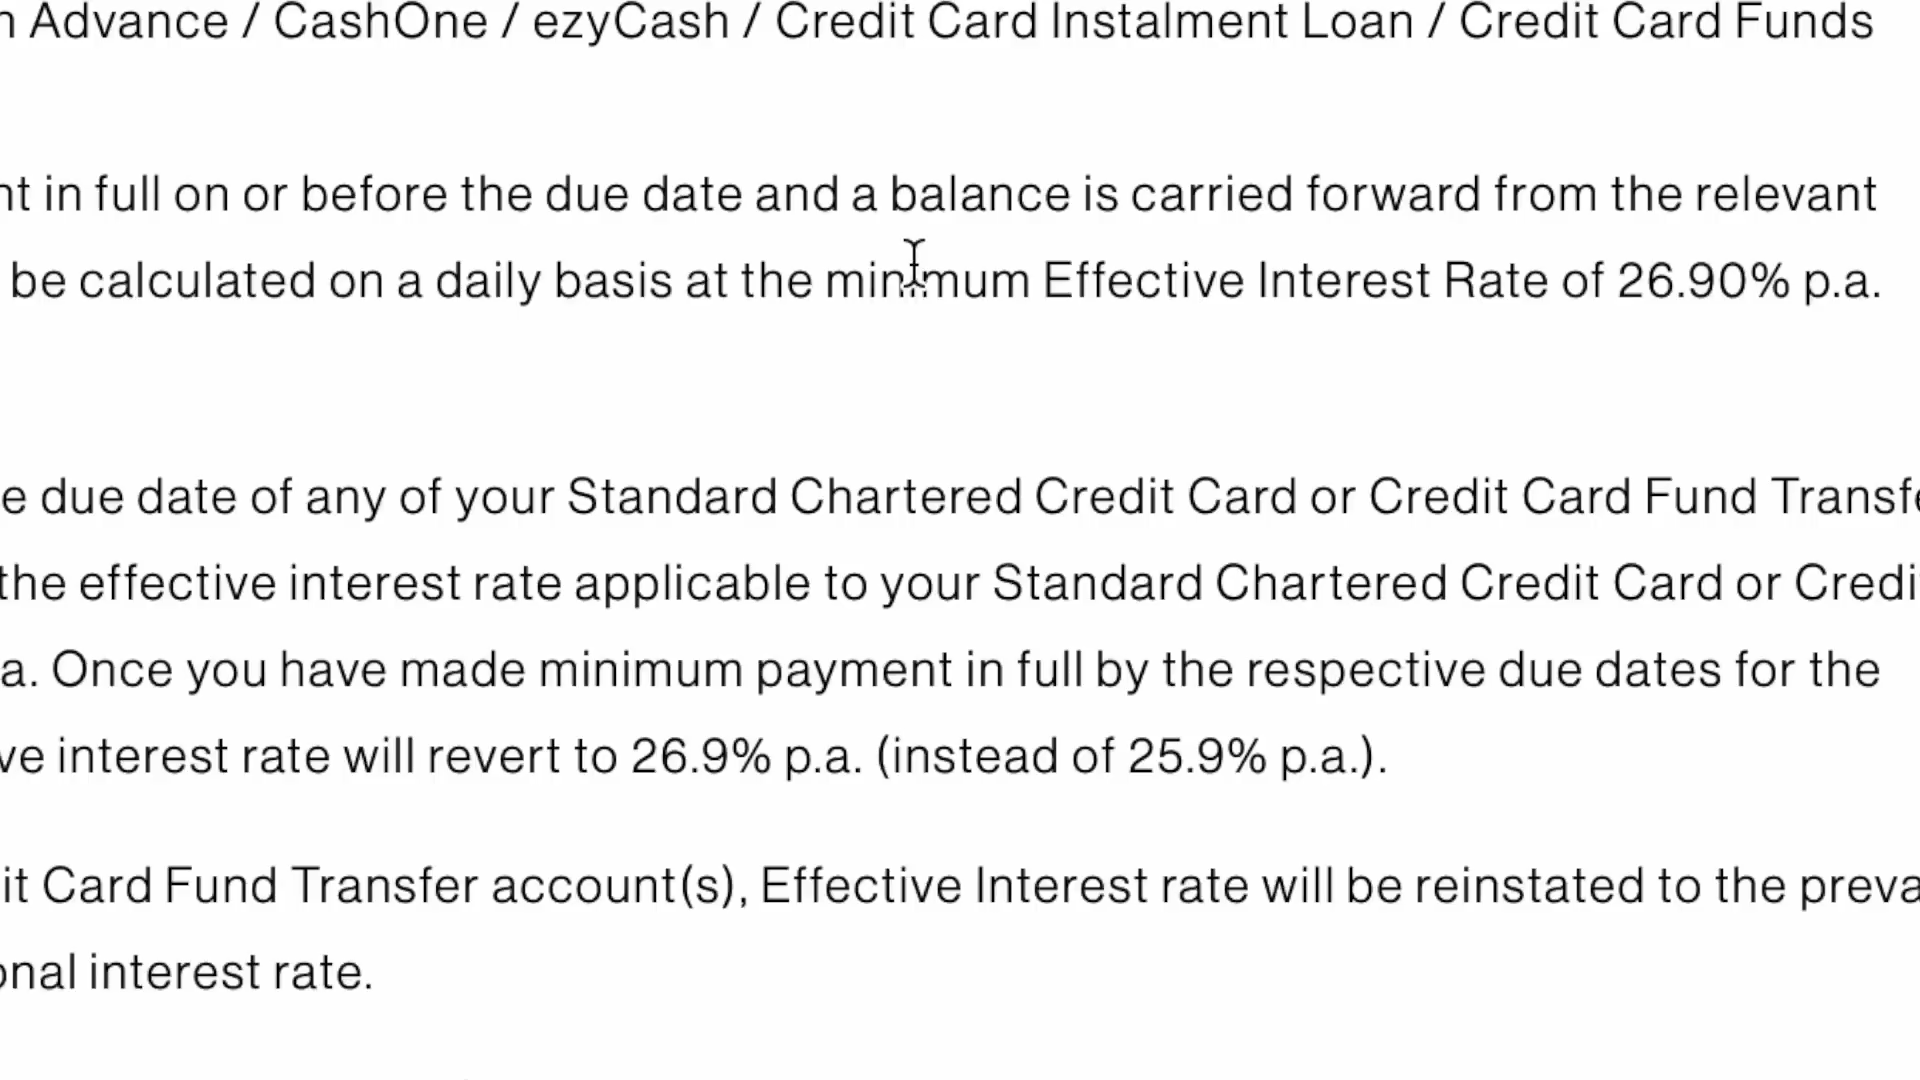 Advance / CashOne / ezyCash / Credit Card Instalment Loan / Credit Card Funds
in full on or before the due date and a balance is carried forward from the relevant
be calculated on a daily basis at the minimum Effective Interest Rate of 26.90% p.a.
e due date of any of your Standard Chartered Credit Card or Credit Card Fund Transfe
the effective interest rate applicable to your Standard Chartered Credit Card or Credi
a. Once you have made minimum payment in full by the respective due dates for the
ve interest rate will revert to 26.9% p.a. (instead of 25.9% p.a.).
it Card Fund Transfer account(s), Effective Interest rate will be reinstated to the preva
onal interest rate.